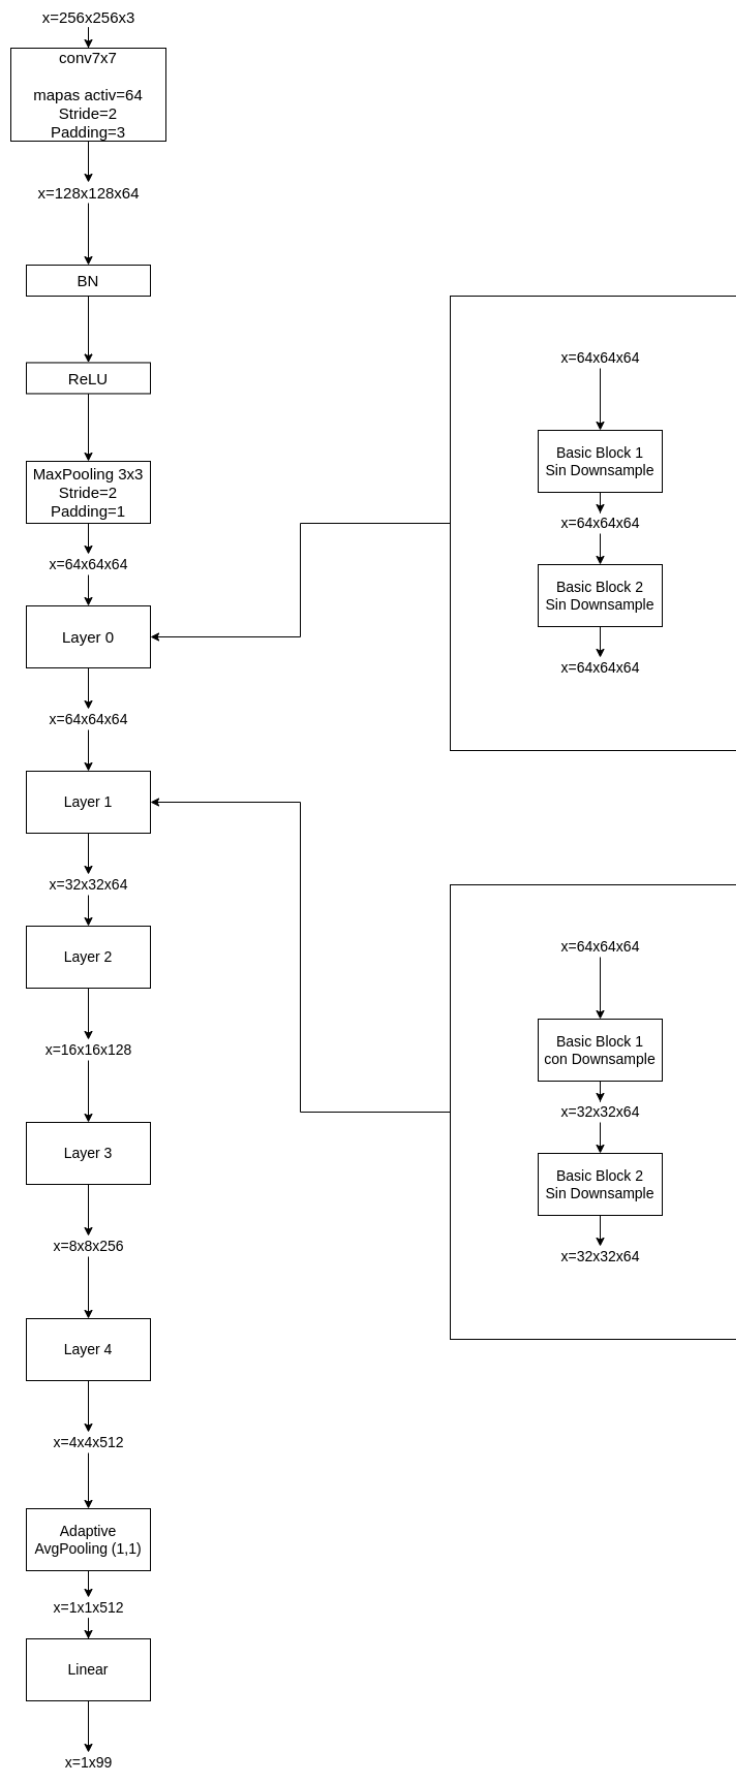 x=256x256x3
conv7x7
mapas activ=64
Stride=2
Padding=3
x=128x128x64
BN
ReLU
MaxPooling 3x3
Stride=2
Padding=1
x=64x64x64
Layer 0
x=64x64x64
Layer 1
x=32x32x64
Layer 2
x=16x16x128
Layer 3
x=8x8x256
Layer 4
x=4x4x512
Adaptive
AvgPooling (1,1)
x=1x1x512
Linear
x=1x99
x=64x64x64
Basic Block 1
Sin Downsample
x=64x64x64
Basic Block 2
Sin Downsample
x=64x64x64
x=64x64x64
Basic Block 1
con Downsample
x=32x32x64
Basic Block 2
Sin Downsample
x=32x32x64